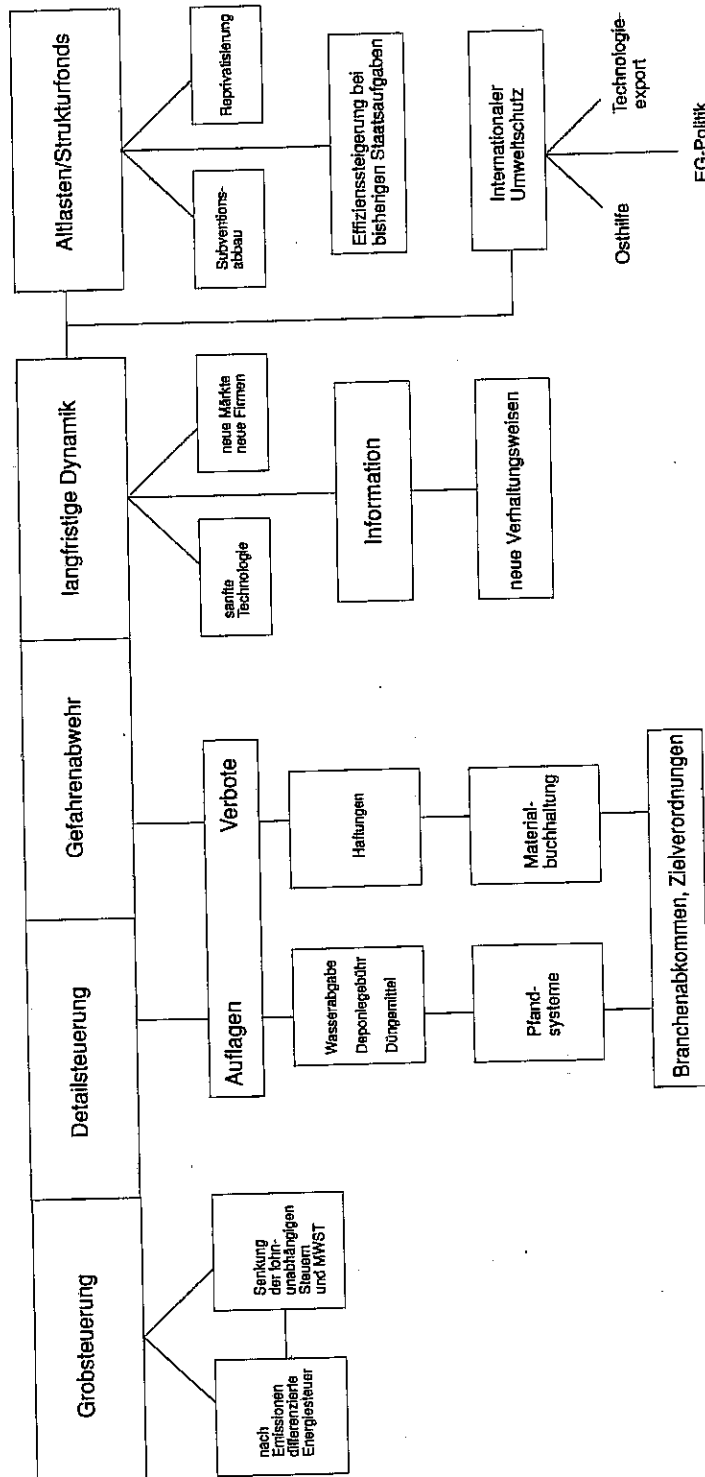 Grobsteuerung
Detailsteuerung
Gefahrenabwehr
langfristige Dynamik
Altlasten/Strukturfonds
nach
Emissionen
differenzierte
Energiesteuer
Senkung
der lohn-
unabhängigen
Steuern
und MWST
Auflagen Verbote
Wasserabgabe
Deponiegebühr
Düngemittel
Haftungen
Pfand-
systeme
Material-
buchhaltung
Branchenabkommen, Zielverordnungen
sanfte
Technologie
neue Märkte
neue Firmen
Information
neue Verhaltungsweisen
Subventions-
abbau
Reprivatisierung
Effizienssteigerung bei
bisherigen Staatsaufgaben
Internationaler
Umweltschutz
Osthilfe
Technologie-
export
EG-Politik